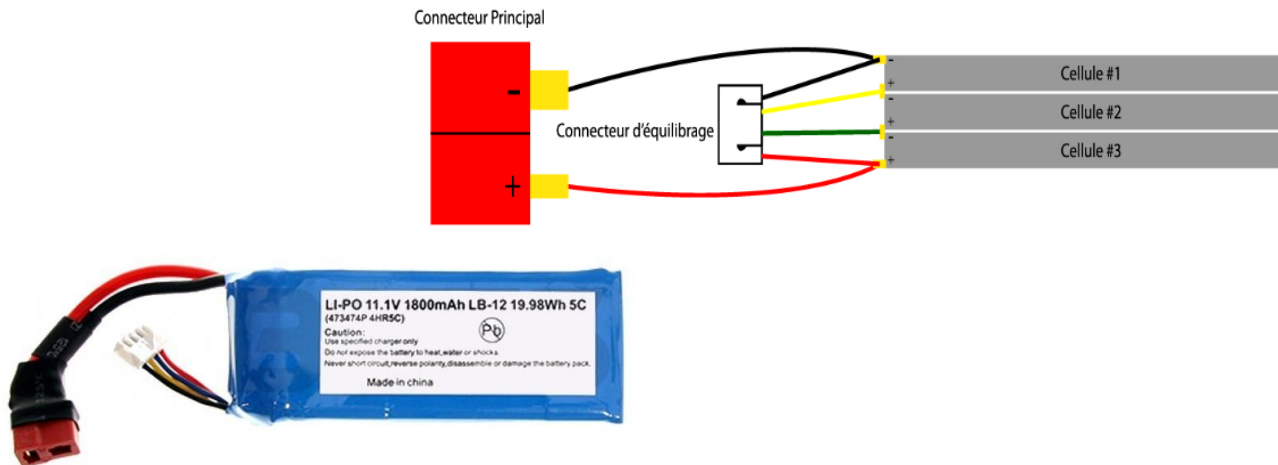 Connecteur Principal
-
+
Connecteur d'équilibrage
-
+
Cellule #1
-
+
Cellule #2
-
+
Cellule #3
LI-PO 11.1V 1800mAh LB-12 19.98Wh 5C
(473474P 4HR5C)
Caution:
Use specified charger only
Do not expose the battery to heat,water or shocks.
Never short circuit,reverse polarity,disassemble or damage the battery pack.
Pb
Made in china